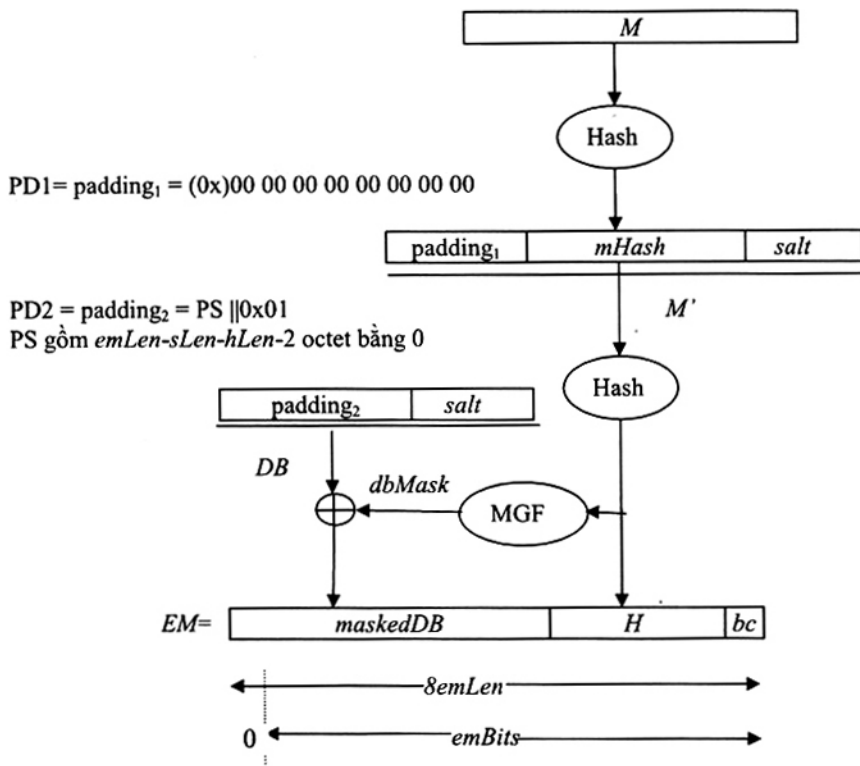 M
Hash
PD1= padding₁ = (0x)00 00 00 00 00 00 00 00
padding₁ mHash salt
PD2 = padding₂ = PS ||0x01
M’
PS gồm emLen-sLen-hLen-2 octet bằng 0
Hash
padding₂ salt
DB
dbMask
MGF
EM= maskedDB H bc
8emLen
0 emBits